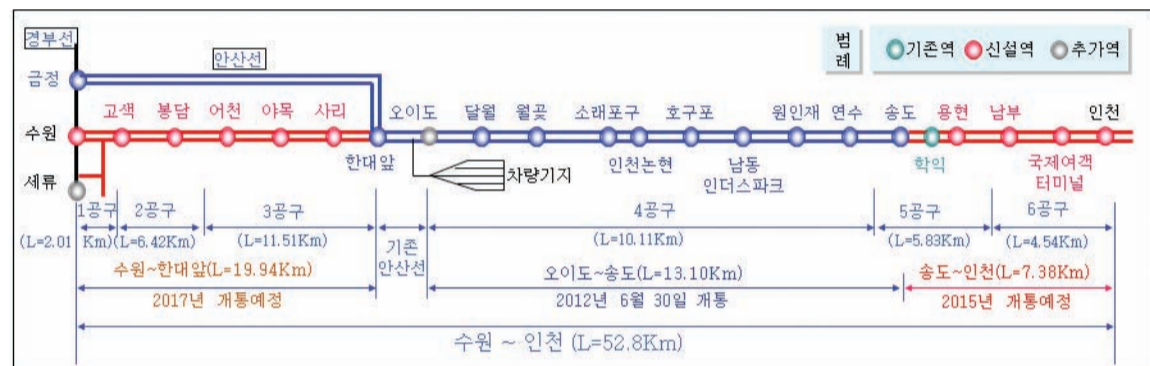 경부선
범례
기존역 신설역 추가역
안산선
금정
고색 봉담 어천 야목 사리 오이도 달월 월곶 소래포구 호구포 원인재 연수 송도 용현 남부 인천
수원
한대앞 인천논현 남동 인더스파크 학익 국제여객 터미널
세류
차량기지
1공구 2공구 3공구 4공구 5공구 6공구
(L=2.01 Km) (L=6.42Km) (L=11.51Km) 기존 안산선 (L=10.11Km) (L=5.83Km) (L=4.54Km)
수원~한대앞(L=19.94Km) 오이도~송도(L=13.10Km) 송도~인천(L=7.38Km)
2017년 개통예정 2012년 6월 30일 개통 2015년 개통예정
수원 ~ 인천 (L=52.8Km)